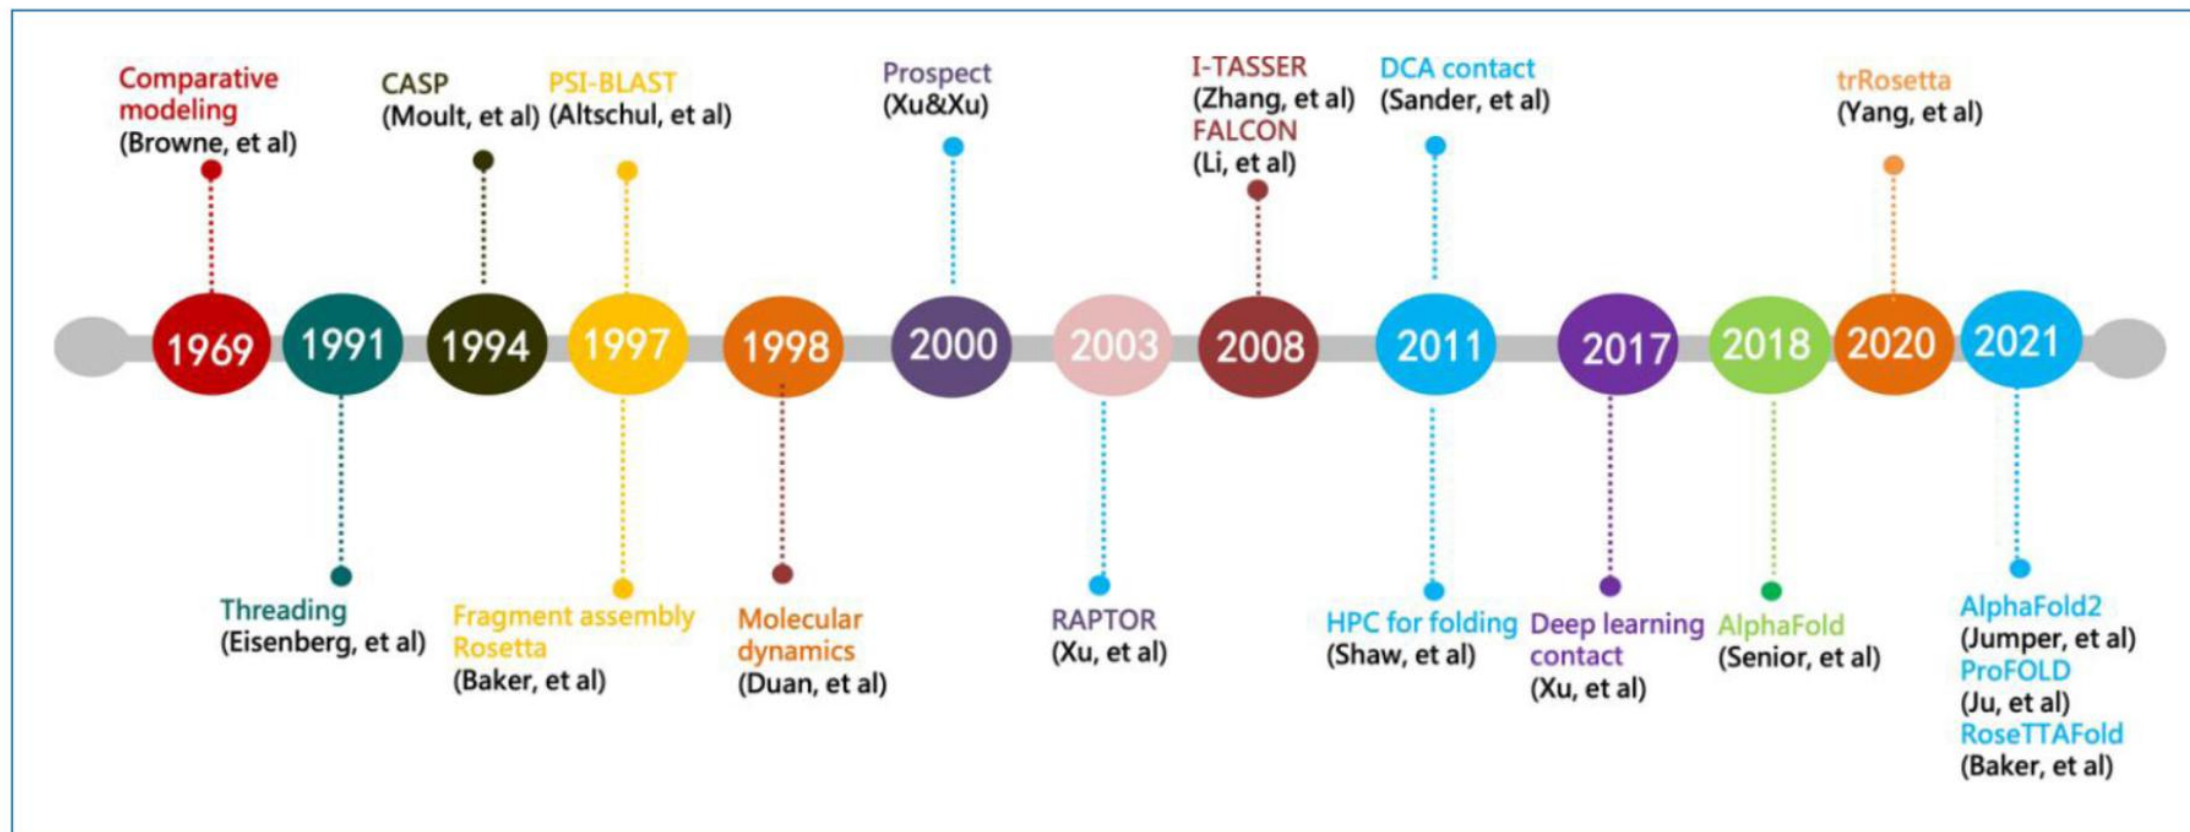 Comparative
modeling
(Browne, et al)
CASP
(Moult, et al)
PSI-BLAST
(Altschul, et al)
Prospect
(Xu&Xu)
I-TASSER
(Zhang, et al)
FALCON
(Li, et al)
DCA contact
(Sander, et al)
trRosetta
(Yang, et al)
1969
1991
1994
1997
1998
2000
2003
2008
2011
2017
2018
2020
2021
Threading
(Eisenberg, et al)
Fragment assembly
Rosetta
(Baker, et al)
Molecular
dynamics
(Duan, et al)
RAPTOR
(Xu, et al)
HPC for folding
(Shaw, et al)
Deep learning
contact
(Xu, et al)
AlphaFold
(Senior, et al)
AlphaFold2
(Jumper, et al)
ProFOLD
(Ju, et al)
RoseTTAFold
(Baker, et al)